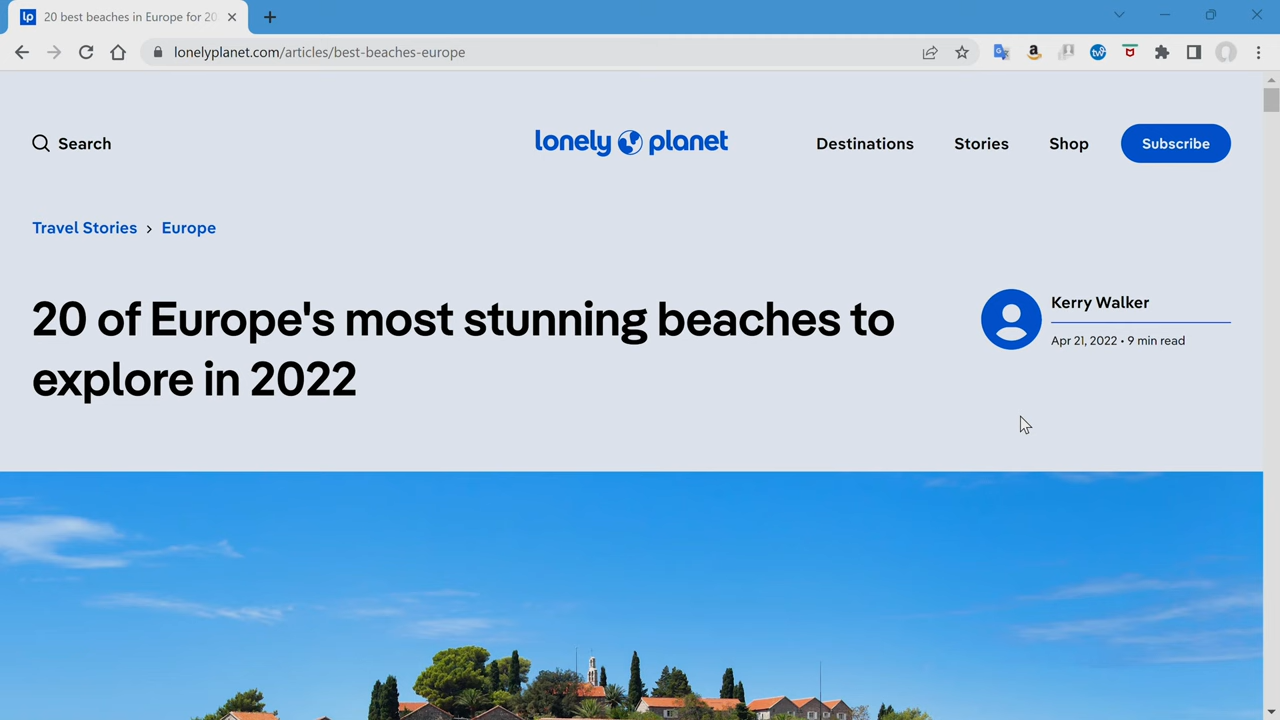 20 best beaches in Europe for 20
lonelyplanet.com/articles/best-beaches-europe
Search
lonely planet
Destinations
Stories
Shop
Subscribe
Travel Stories › Europe
20 of Europe's most stunning beaches to
explore in 2022
Kerry Walker
Apr 21, 2022 • 9 min read